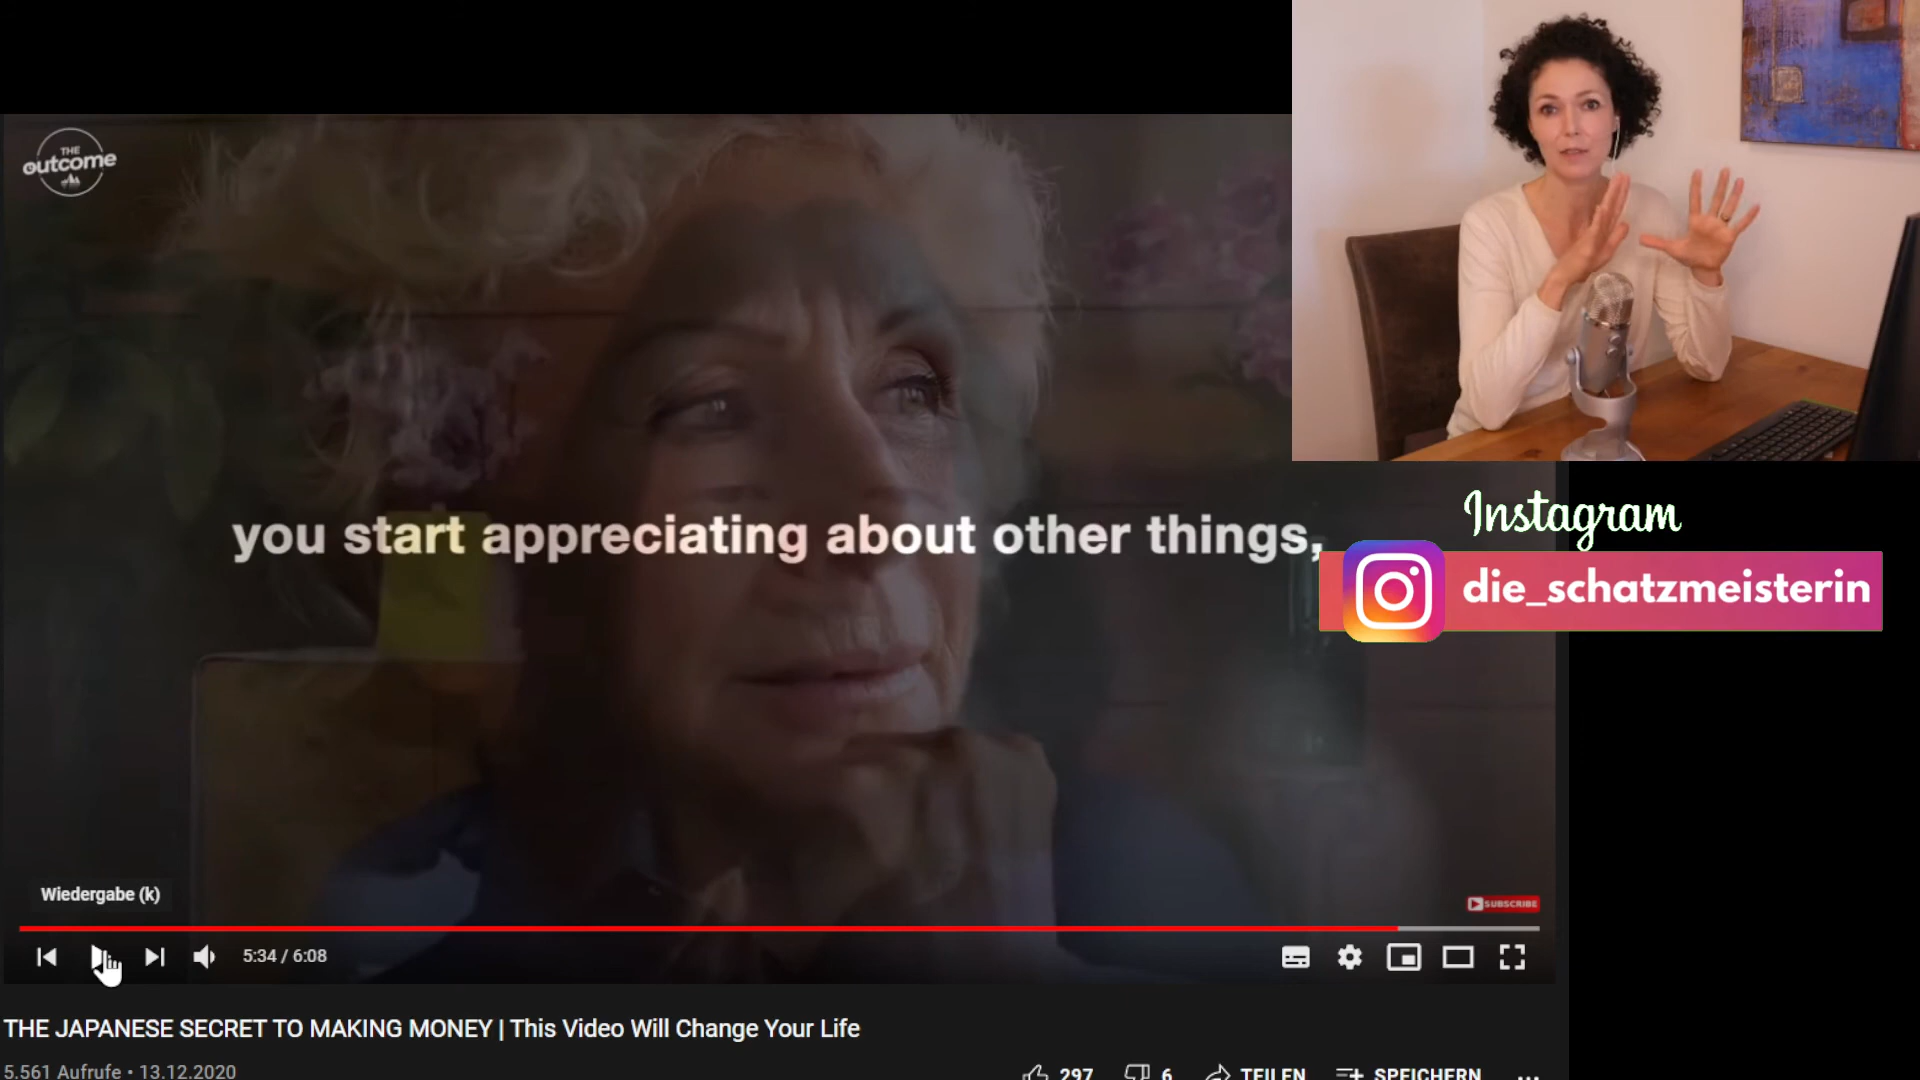 THE
outcome
you start appreciating about other things,
Instagram
die_schatzmeisterin
Wiedergabe (k)
SUBSCRIBE
5:34 / 6:08
THE JAPANESE SECRET TO MAKING MONEY | This Video Will Change Your Life
5.561 Aufrufe • 13.12.2020
297
6
TEILEN
SPEICHERN